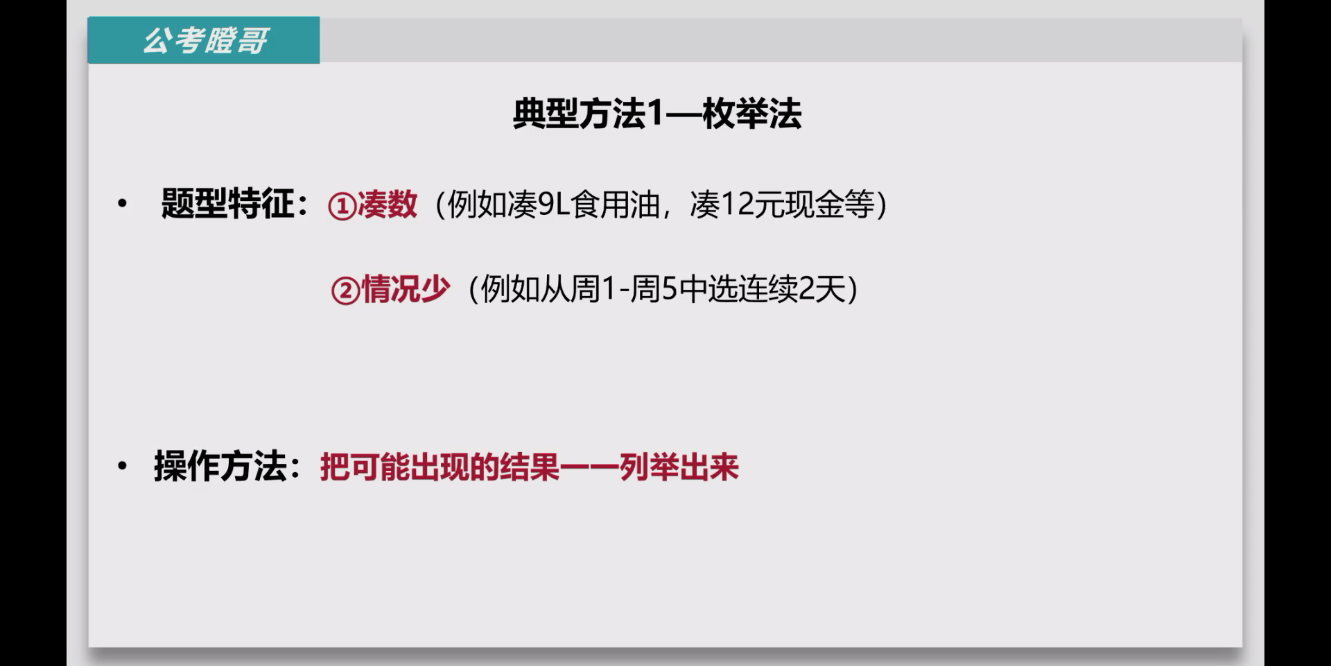 公考瞪哥
典型方法1—枚举法
• 题型特征：①凑数（例如凑9L食用油，凑12元现金等）
②情况少（例如从周1-周5中选连续2天）
• 操作方法：把可能出现的结果一一列举出来